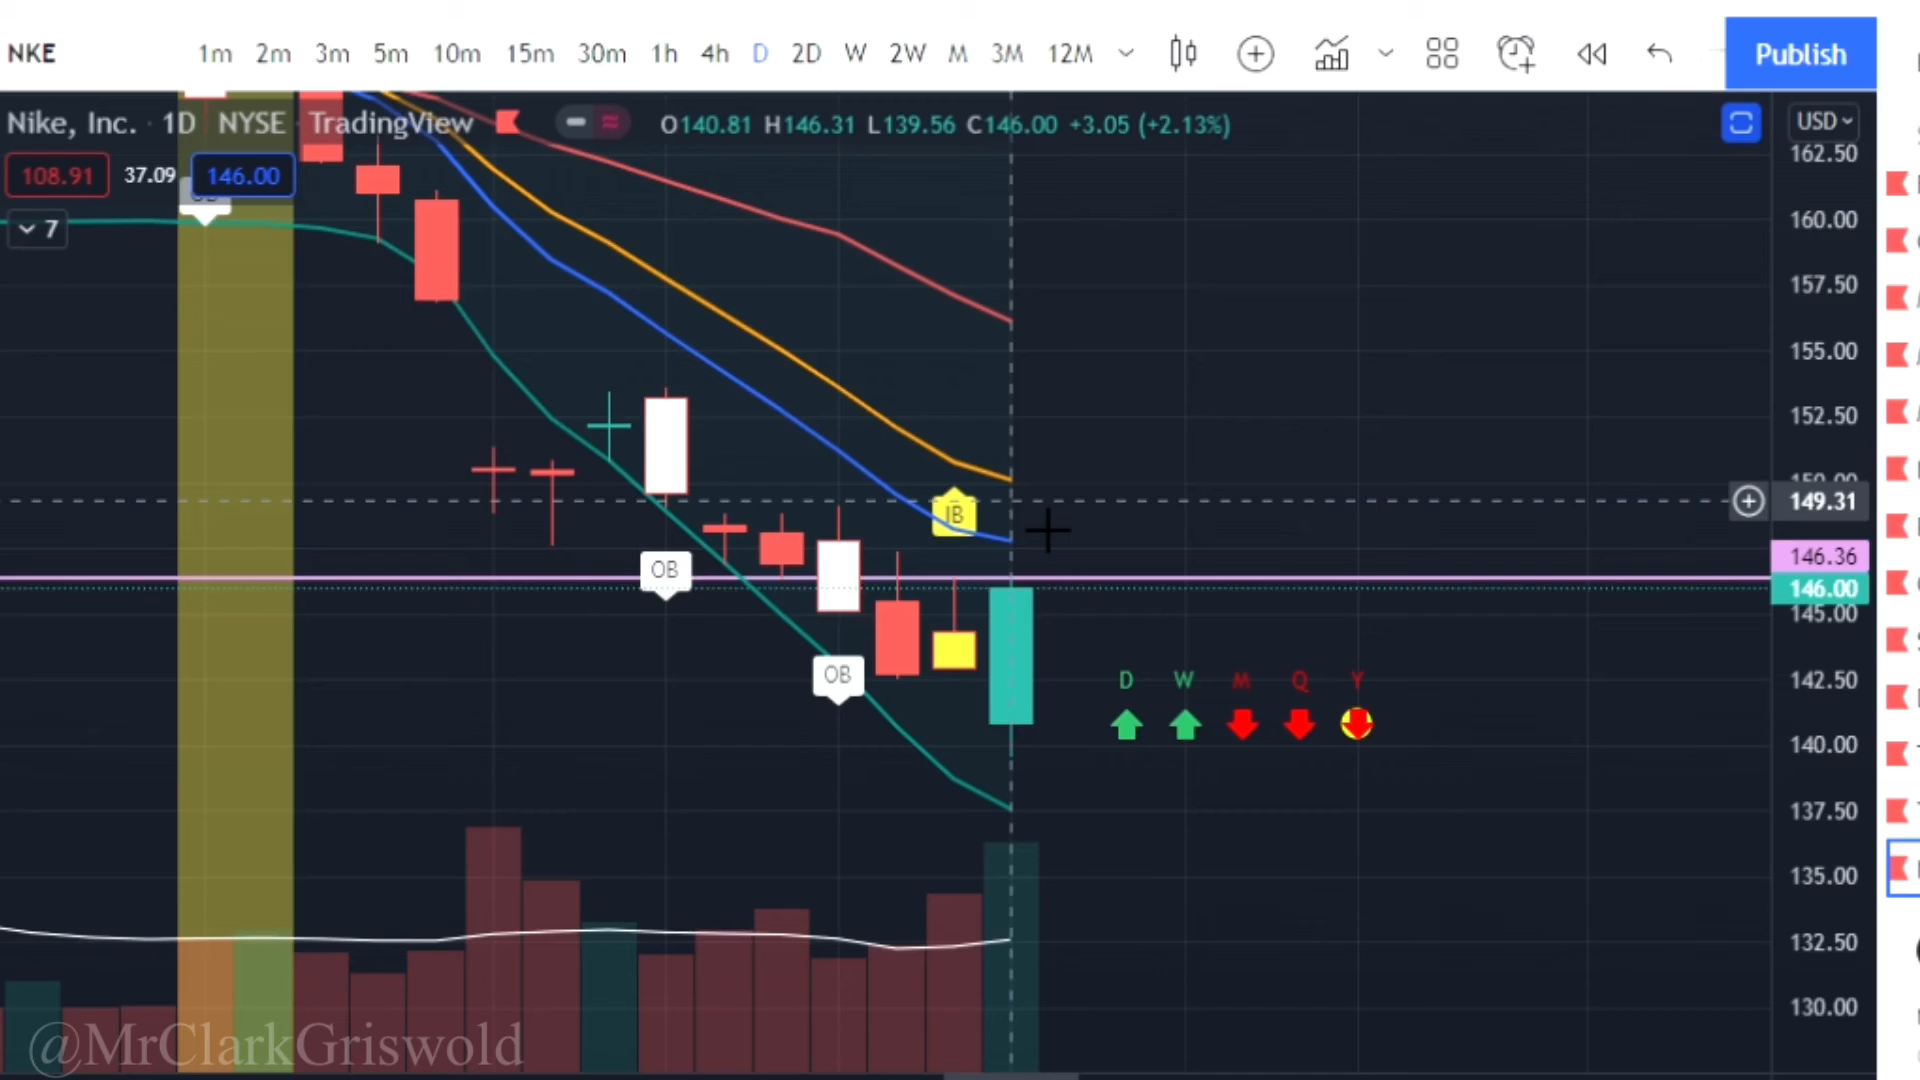 NKE 1m 2m 3m 5m 10m 15m 30m 1h 4h D 2D W 2W M 3M 12M Publish
Nike, Inc. · 1D NYSE TradingView O140.81 H146.31 L139.56 C146.00 +3.05 (+2.13%) USD
162.50
108.91 37.09 146.00
160.00
7
157.50
155.00
152.50
150.00
149.31
IB
146.36
OB
146.00
145.00
OB
142.50
D W M Q Y
140.00
137.50
135.00
132.50
130.00
@MrClarkGriswold